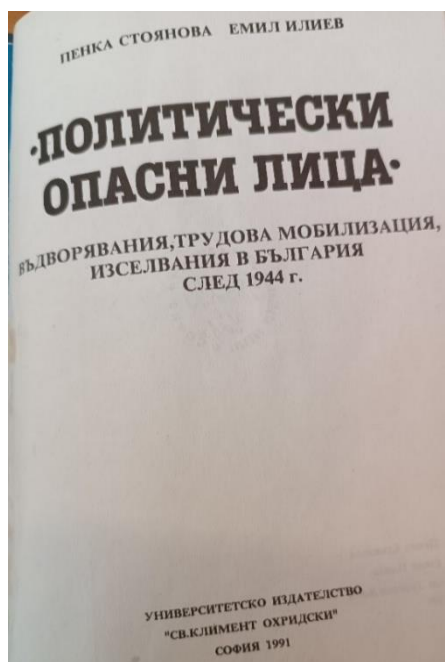 ПЕНКА СТОЯНОВА ЕМИЛ ИЛИЕВ
·ПОЛИТИЧЕСКИ
ОПАСНИ ЛИЦА·
ВЪДВОРЯВАНИЯ,ТРУДОВА МОБИЛИЗАЦИЯ,
ИЗСЕЛВАНИЯ В БЪЛГАРИЯ
СЛЕД 1944 г.
УНИВЕРСИТЕТСКО ИЗДАТЕЛСТВО
"СВ.КЛИМЕНТ ОХРИДСКИ"
СОФИЯ 1991